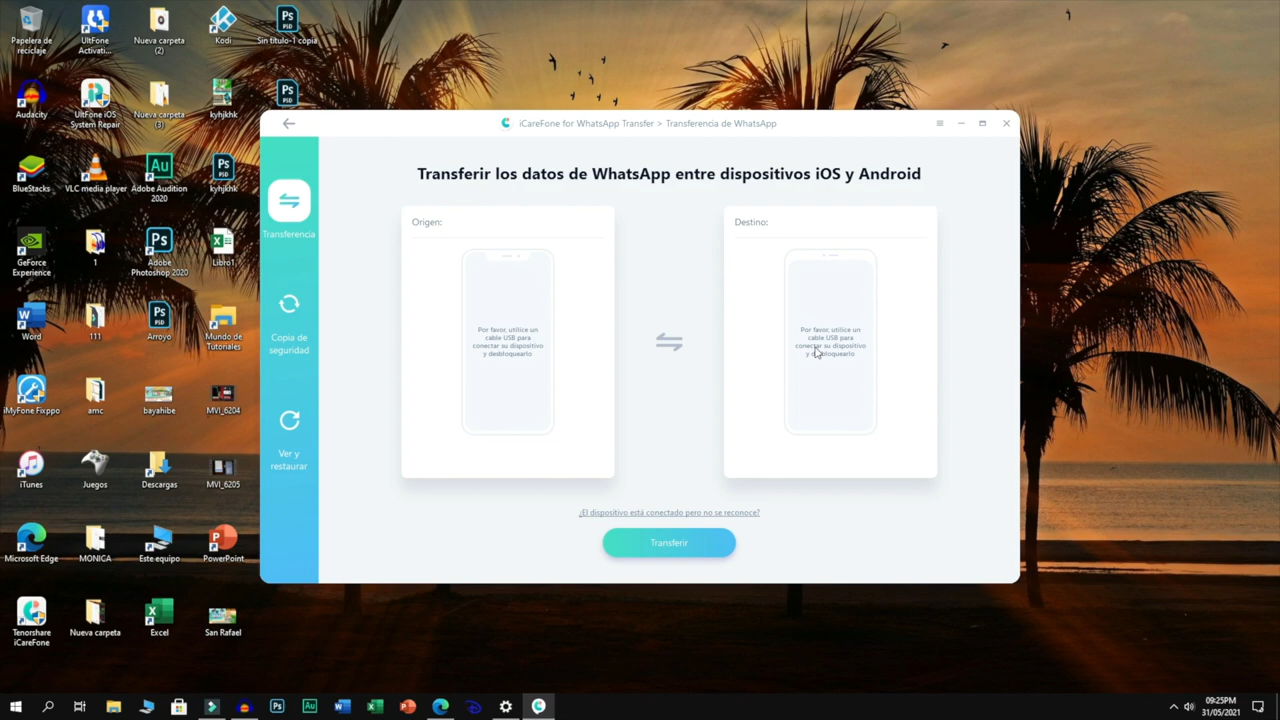 Papelera de
reciclaje
UltFone
Activati...
Nueva carpeta
(2)
Kodi
Sin titulo-1 copia
Audacity
UltFone iOS
System Repair
Nueva carpeta
(3)
kyhjkhk
BlueStacks
VLC media player
Adobe Audition
2020
kyhjkhk
GeForce
Experience
1
Adobe
Photoshop 2020
Libro1
Word
111
Arroyo
Mundo de
Tutoriales
iMyFone Fixppo
amc
bayahibe
MVI_6204
iTunes
Juegos
Descargas
MVI_6205
Microsoft Edge
MONICA
Este equipo
PowerPoint
Tenorshare
iCareFone
Nueva carpeta
Excel
San Rafael
iCareFone for WhatsApp Transfer > Transferencia de WhatsApp
Transferencia
Copia de
seguridad
Ver y
restaurar
Transferir los datos de WhatsApp entre dispositivos iOS y Android
Origen:
Por favor, utilice un
cable USB para
conectar su dispositivo
y desbloquearlo
Destino:
Por favor, utilice un
cable USB para
conectar su dispositivo
y desbloquearlo
¿El dispositivo está conectado pero no se reconoce?
Transferir
09:25PM
31/05/2021